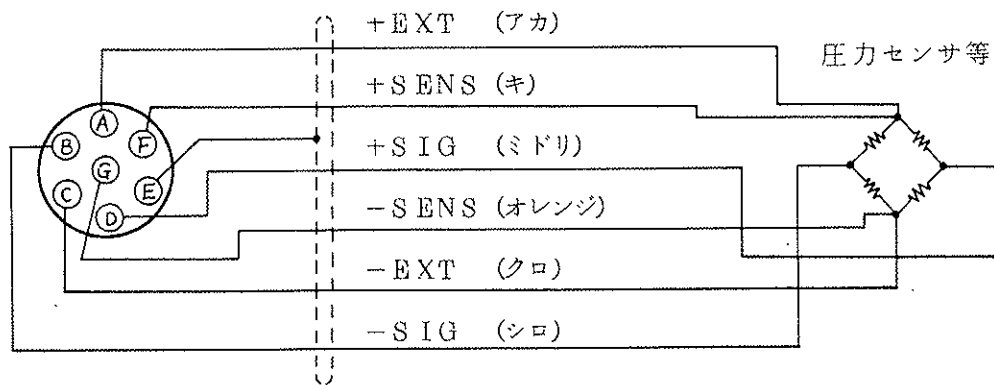 +EXT (アカ)
圧力センサ等
+SENS (キ)
+SIG (ミドリ)
-SENS (オレンジ)
-EXT (クロ)
-SIG (シロ)
A
B
F
G
C
E
D